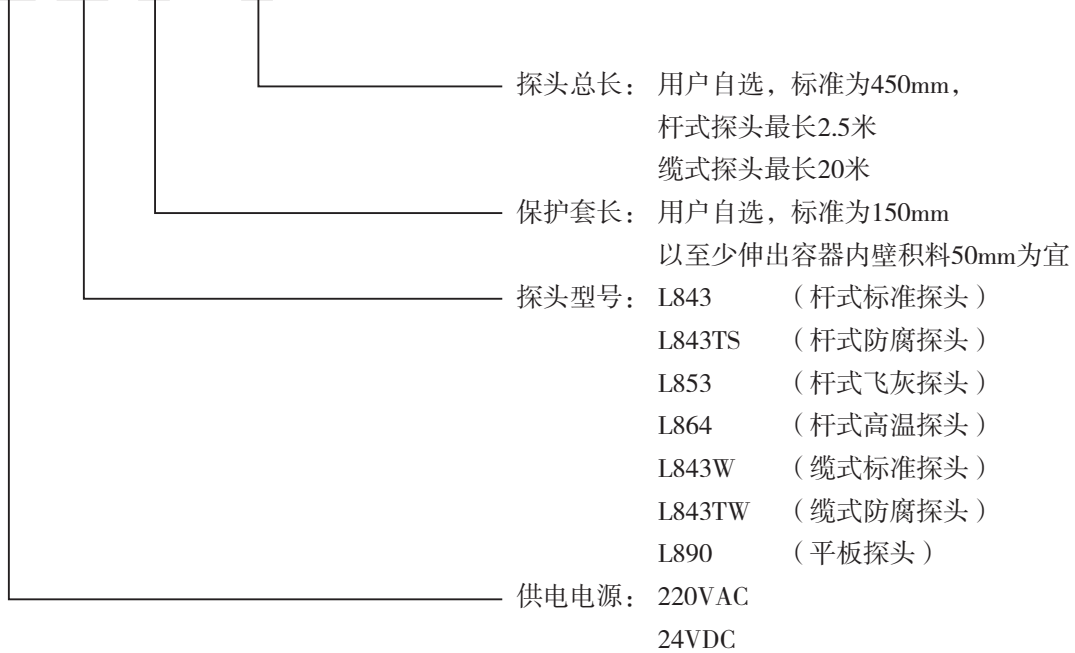 探头总长： 用户自选，标准为450mm，
杆式探头最长2.5米
缆式探头最长20米
保护套长： 用户自选，标准为150mm
以至少伸出容器内壁积料50mm为宜
探头型号： L843 （杆式标准探头）
L843TS （杆式防腐探头）
L853 （杆式飞灰探头）
L864 （杆式高温探头）
L843W （缆式标准探头）
L843TW （缆式防腐探头）
L890 （平板探头）
供电电源： 220VAC
24VDC